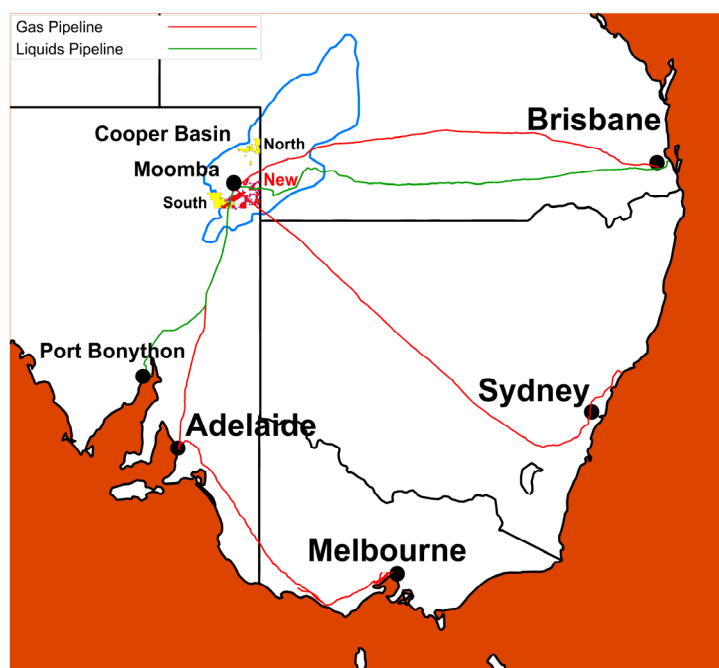 Gas Pipeline
Liquids Pipeline
Brisbane
Cooper Basin
North
Moomba
New
South
Port Bonython
Sydney
Adelaide
Melbourne